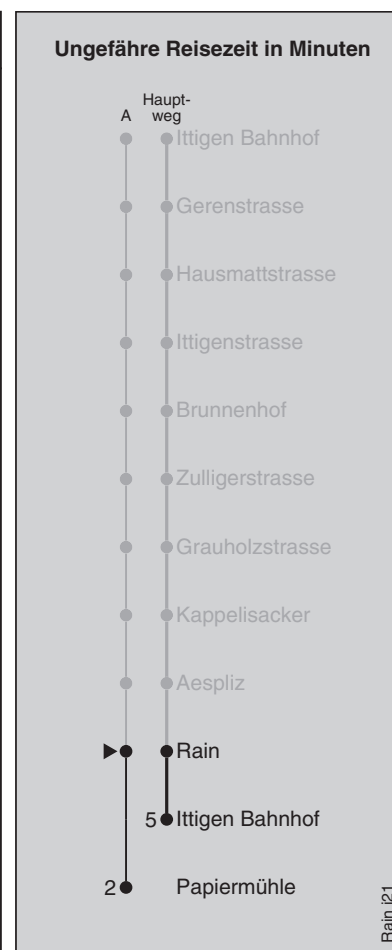 Ungefähre Reisezeit in Minuten
Haupt-
A weg
Ittigen Bahnhof
Gerenstrasse
Hausmattstrasse
Ittigenstrasse
Brunnenhof
Zulligerstrasse
Grauholzstrasse
Kappelisacker
Aespliz
Rain
5 Ittigen Bahnhof
2 Papiermühle
Rain j21